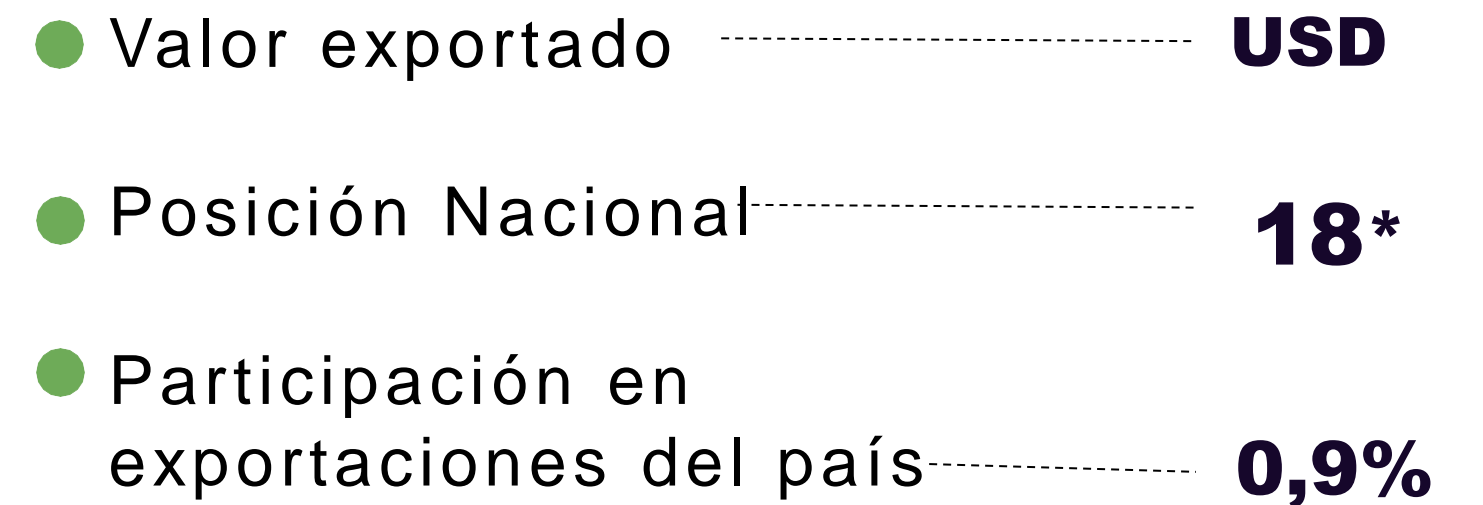 Valor exportado USD
Posición Nacional 18*
Participación en
exportaciones del país 0,9%